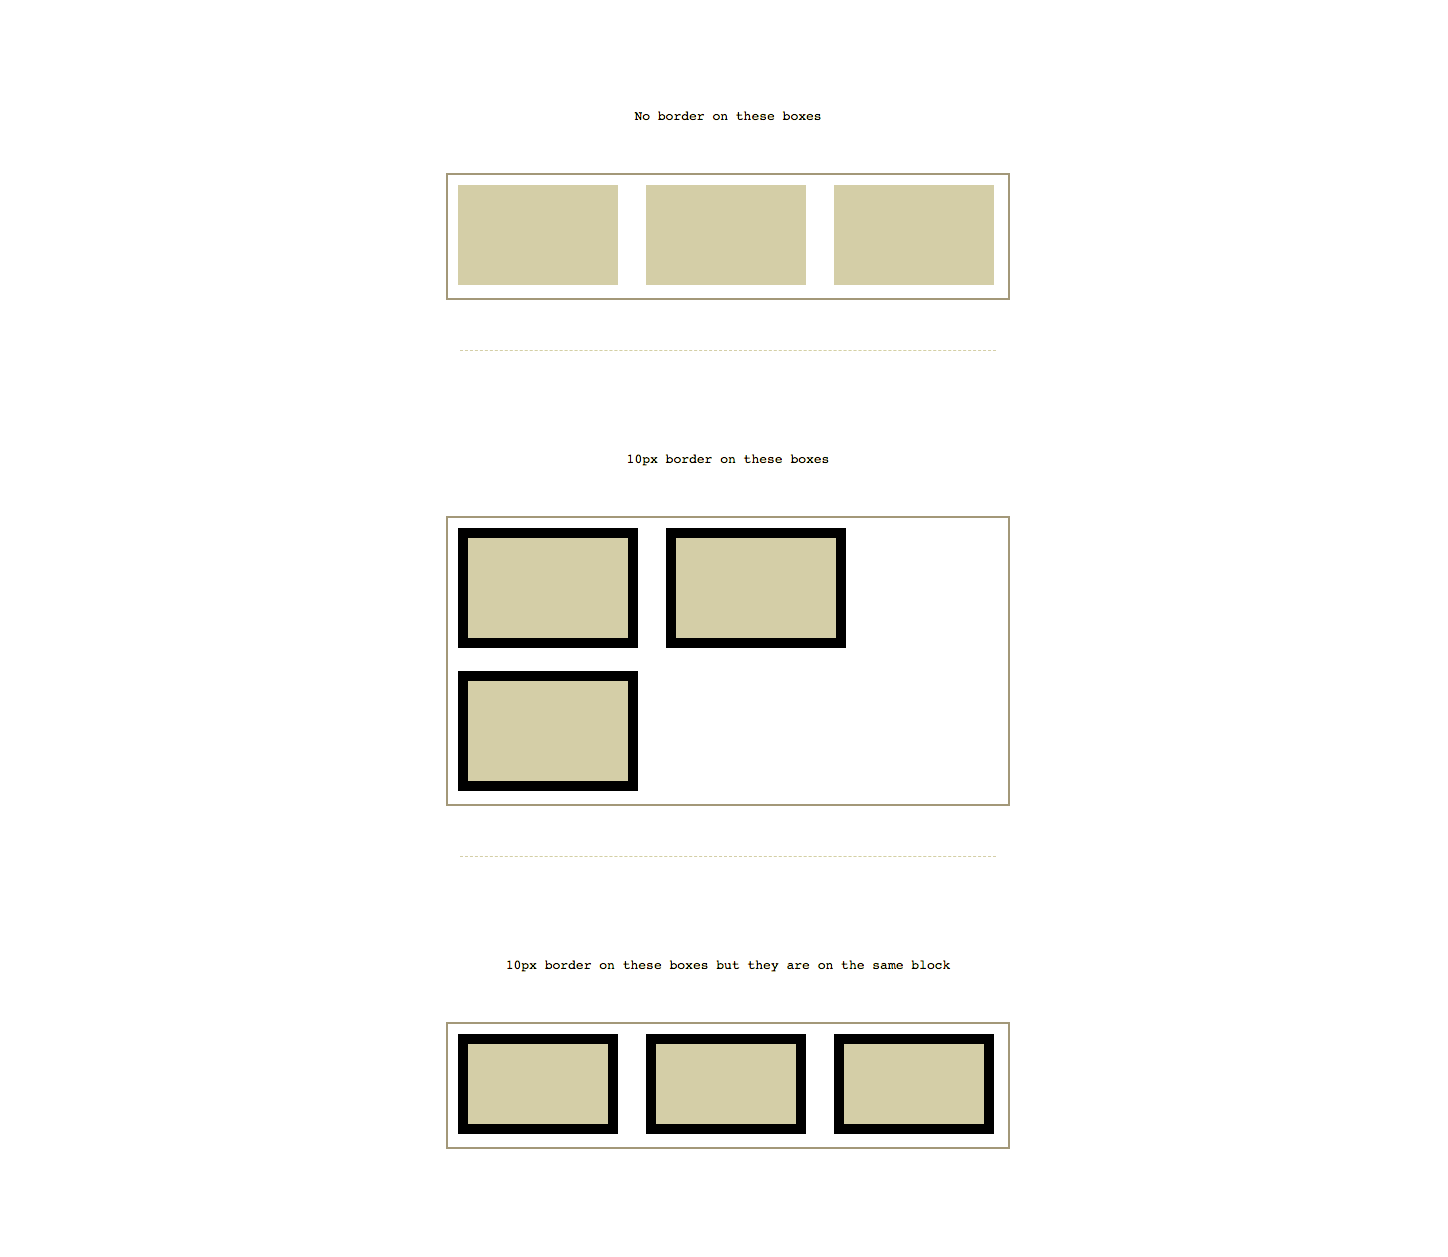 No border on these boxes
10px border on these boxes
10px border on these boxes but they are on the same block